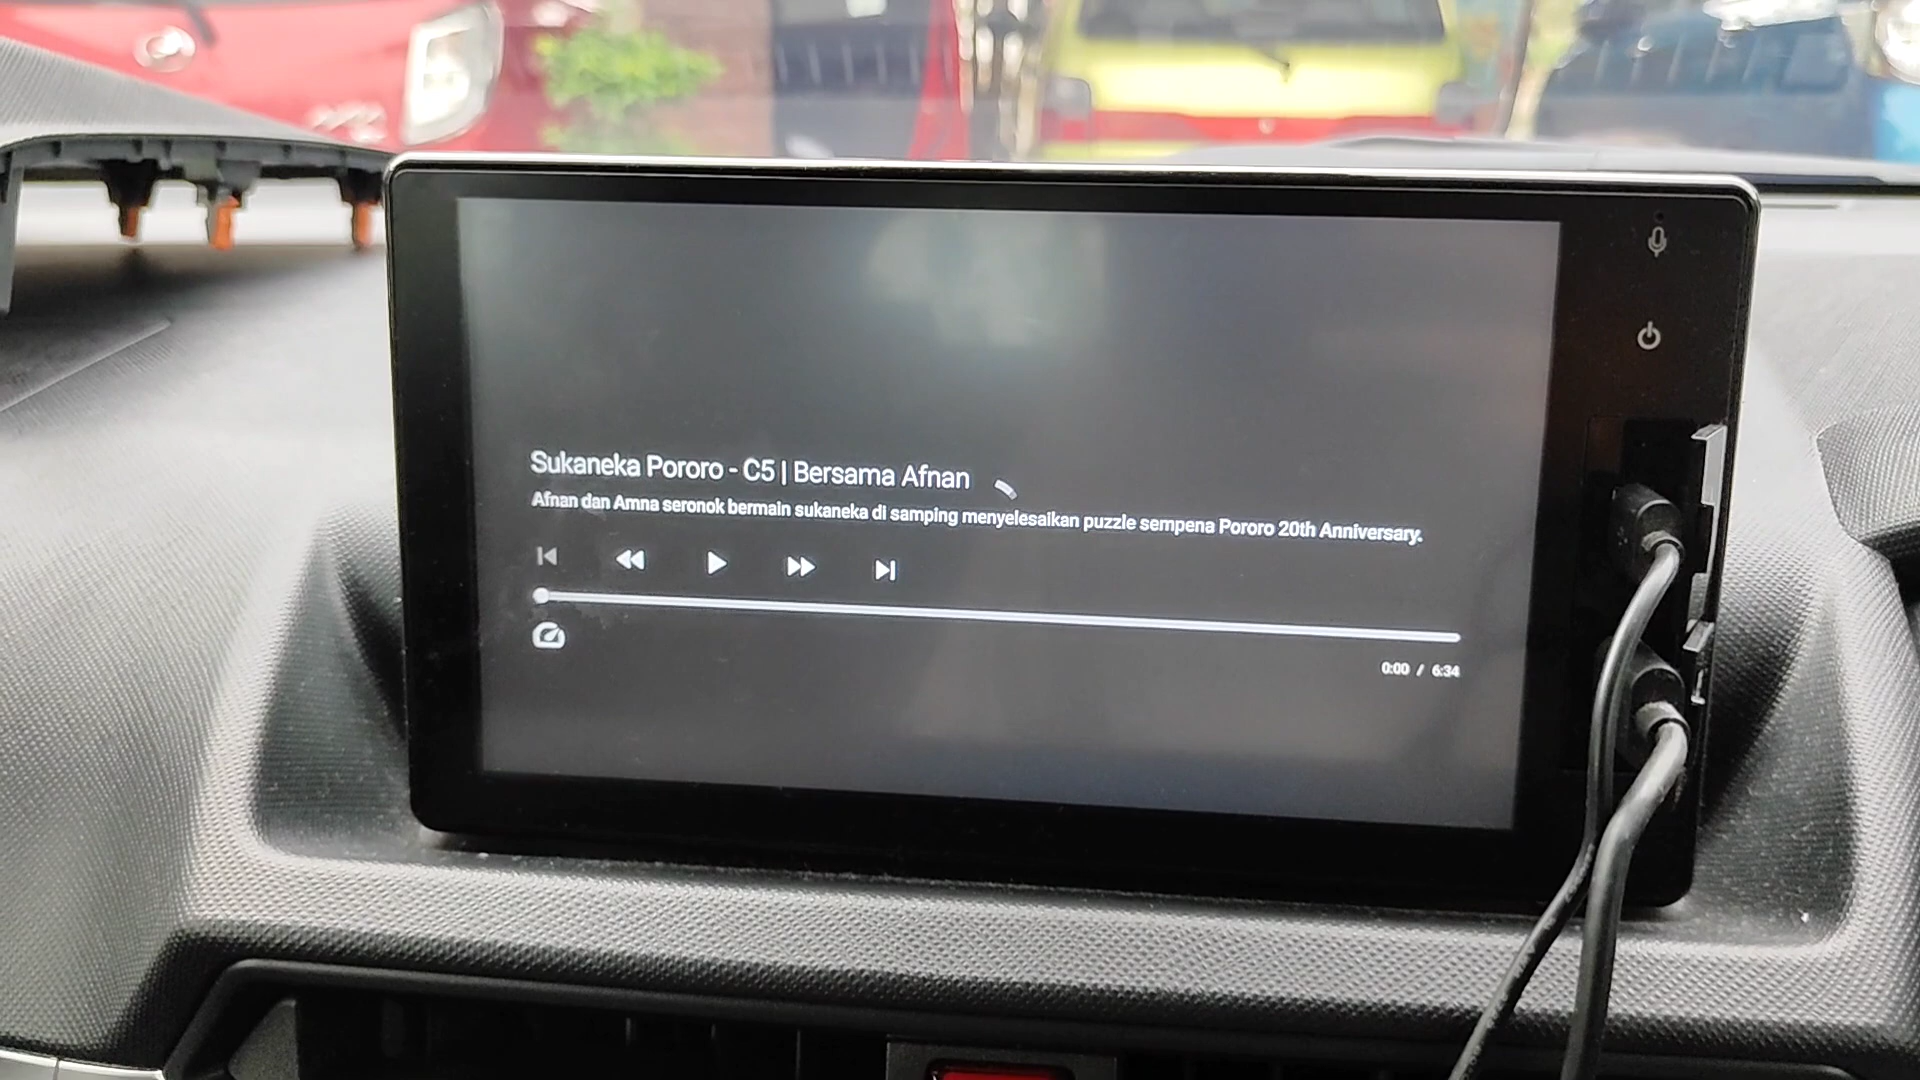 Sukaneka Pororo - C5 | Bersama Afnan
Afnan dan Amna seronok bermain sukaneka di samping menyelesaikan puzzle sempena Pororo 20th Anniversary.
0:00 / 6:34